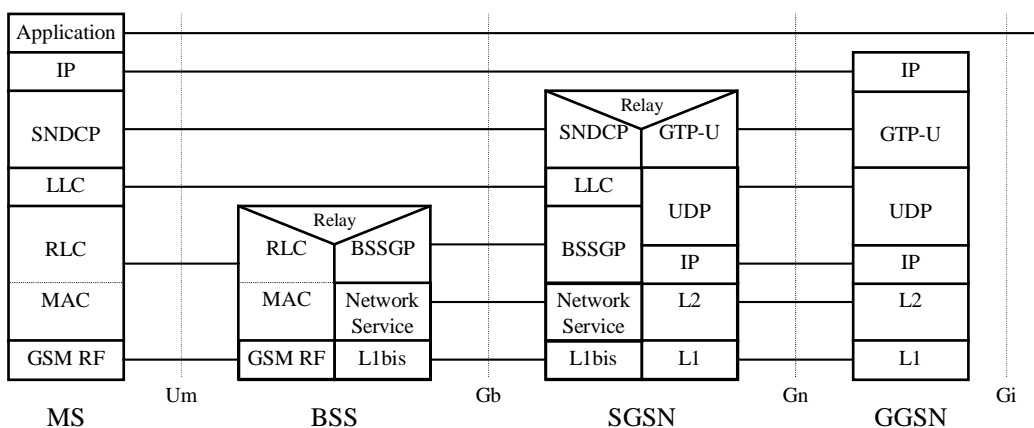 Application
IP
IP
Relay
SNDCP
SNDCP
GTP-U
GTP-U
LLC
LLC
Relay
UDP
UDP
RLC
RLC
BSSGP
BSSGP
IP
IP
MAC
MAC
Network
Service
Network
Service
L2
L2
GSM RF
GSM RF
L1bis
L1bis
L1
L1
Um
Gb
Gn
Gi
MS
BSS
SGSN
GGSN